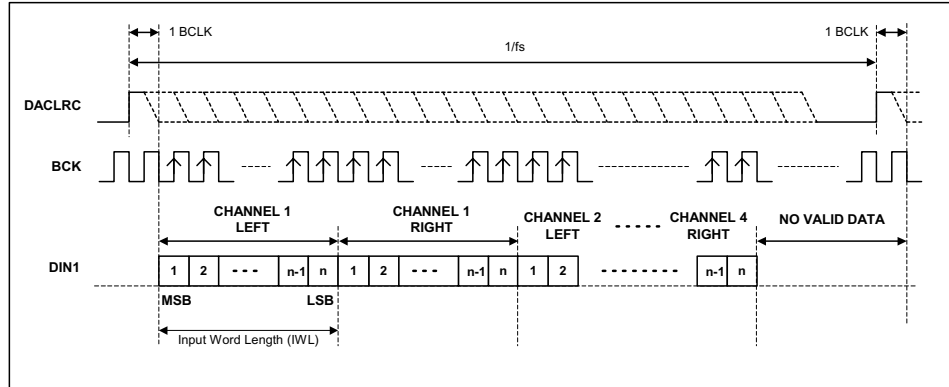 1 BCLK
1 BCLK
1/fs
DACLRC
BCK
CHANNEL 1
LEFT
CHANNEL 1
RIGHT
CHANNEL 2
LEFT
CHANNEL 4
RIGHT
NO VALID DATA
DIN1
1 2 n-1 n 1 2 n-1 n 1 2 n-1 n
MSB LSB
Input Word Length (IWL)